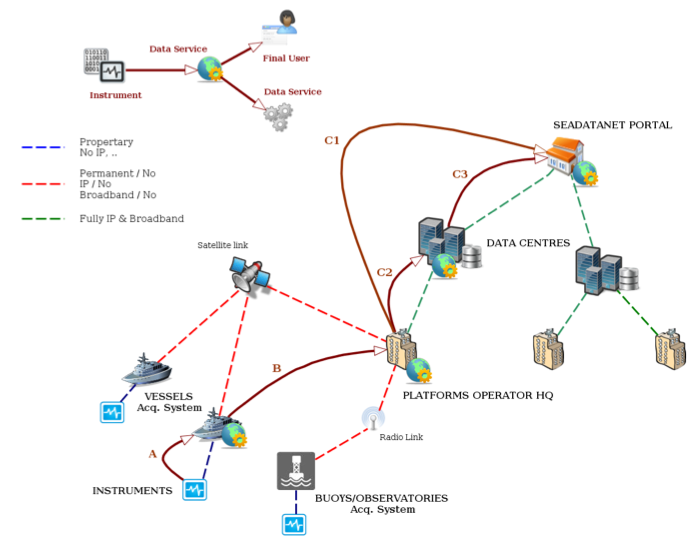 Data Service
Final User
Instrument
Data Service
Propertary
No IP, ..
Permanent / No
IP / No
Broadband / No
Fully IP & Broadband
C1
SEADATANET PORTAL
C3
Satellite link
DATA CENTRES
C2
B
VESSELS
Acq. System
PLATFORMS OPERATOR HQ
A
Radio Link
INSTRUMENTS
BUOYS/OBSERVATORIES
Acq. System